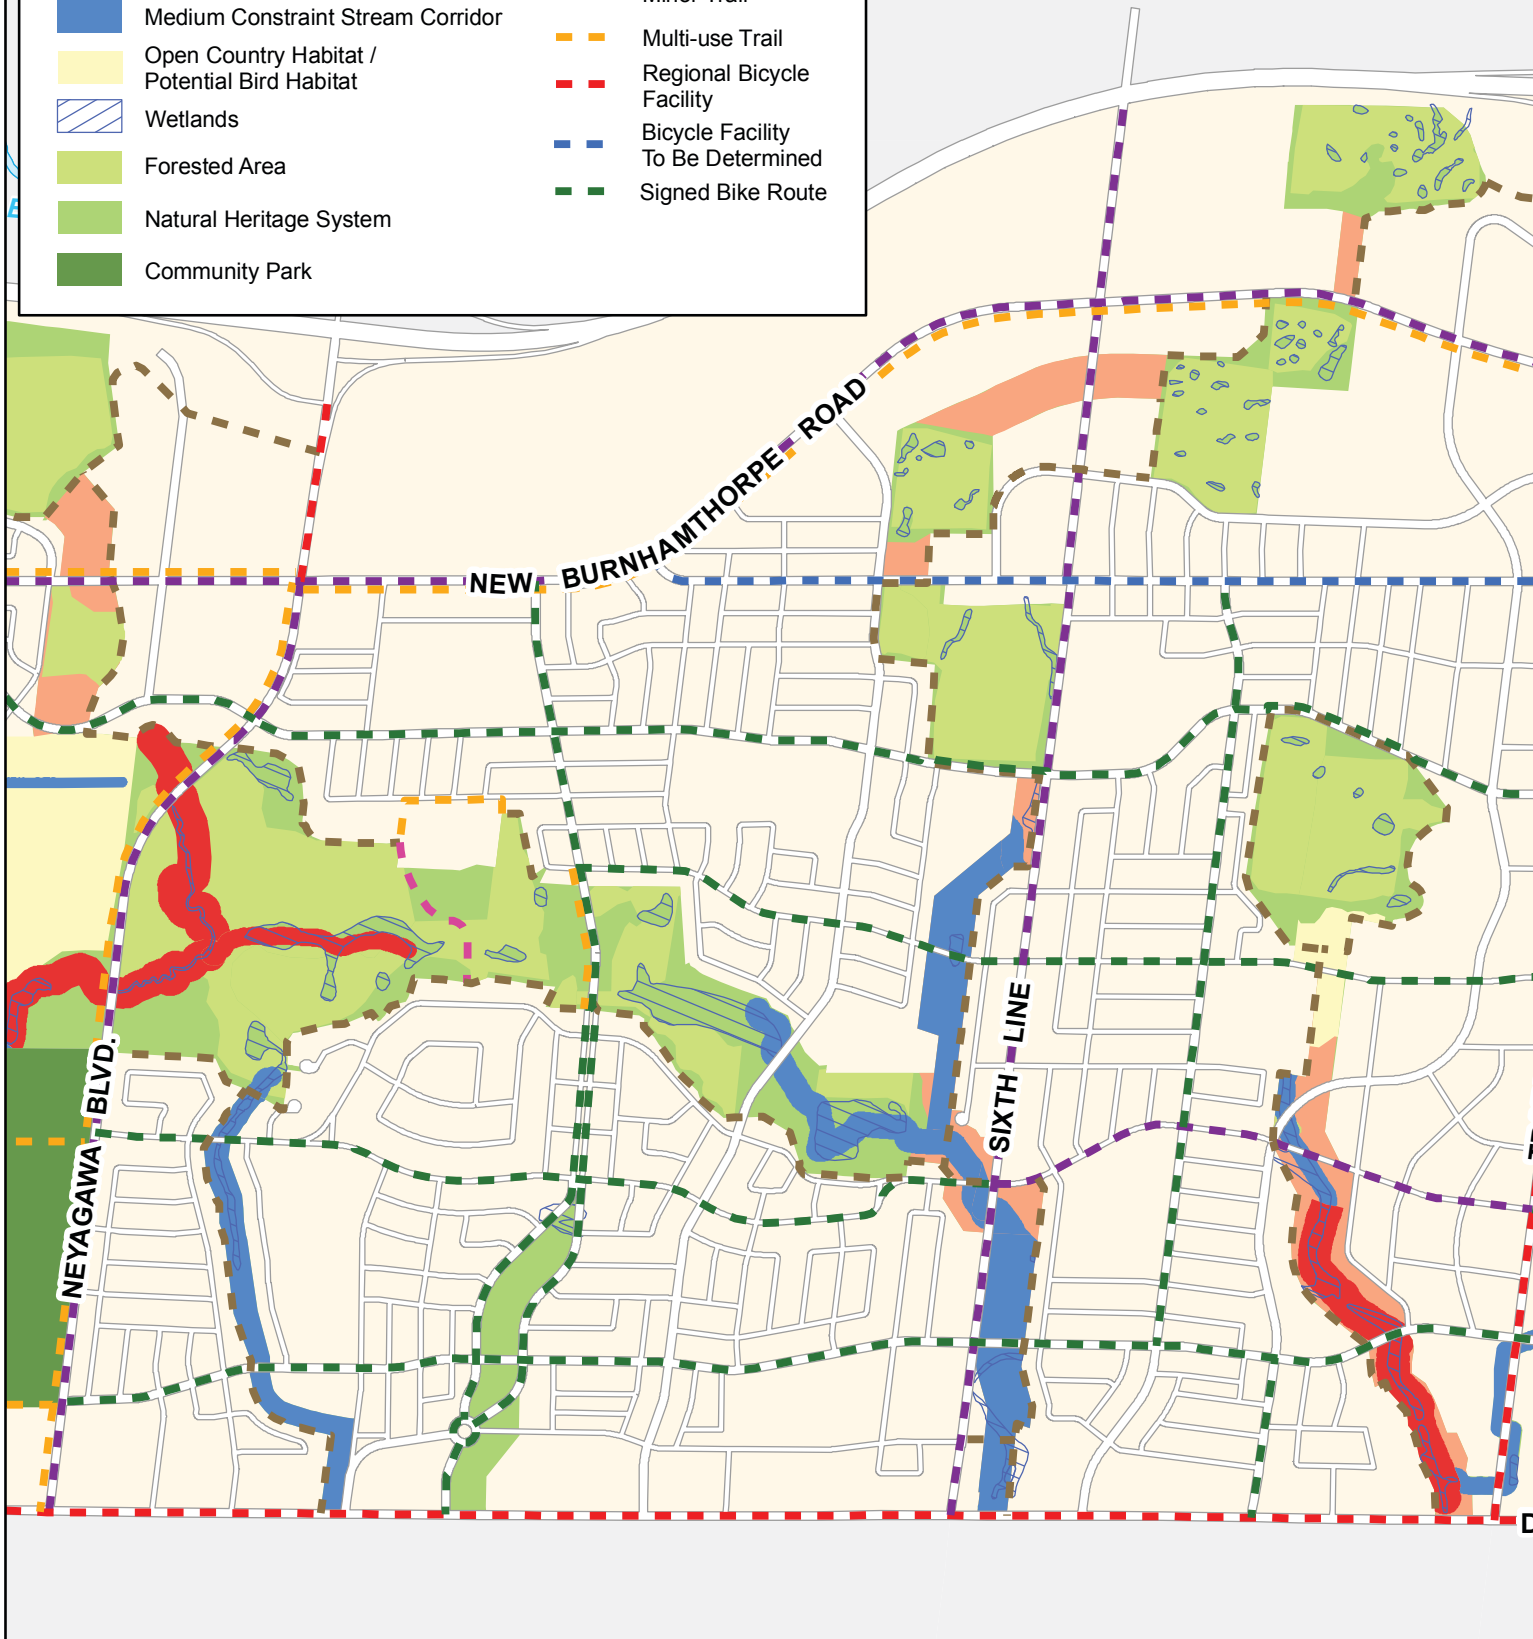 Medium Constraint Stream Corridor
Open Country Habitat /
Potential Bird Habitat
Wetlands
Forested Area
Natural Heritage System
Community Park
Minor Trail
Multi-use Trail
Regional Bicycle
Facility
Bicycle Facility
To Be Determined
Signed Bike Route
NEW BURNHAMTHORPE ROAD
SIXTH LINE
NEYAGAWA BLVD.
D